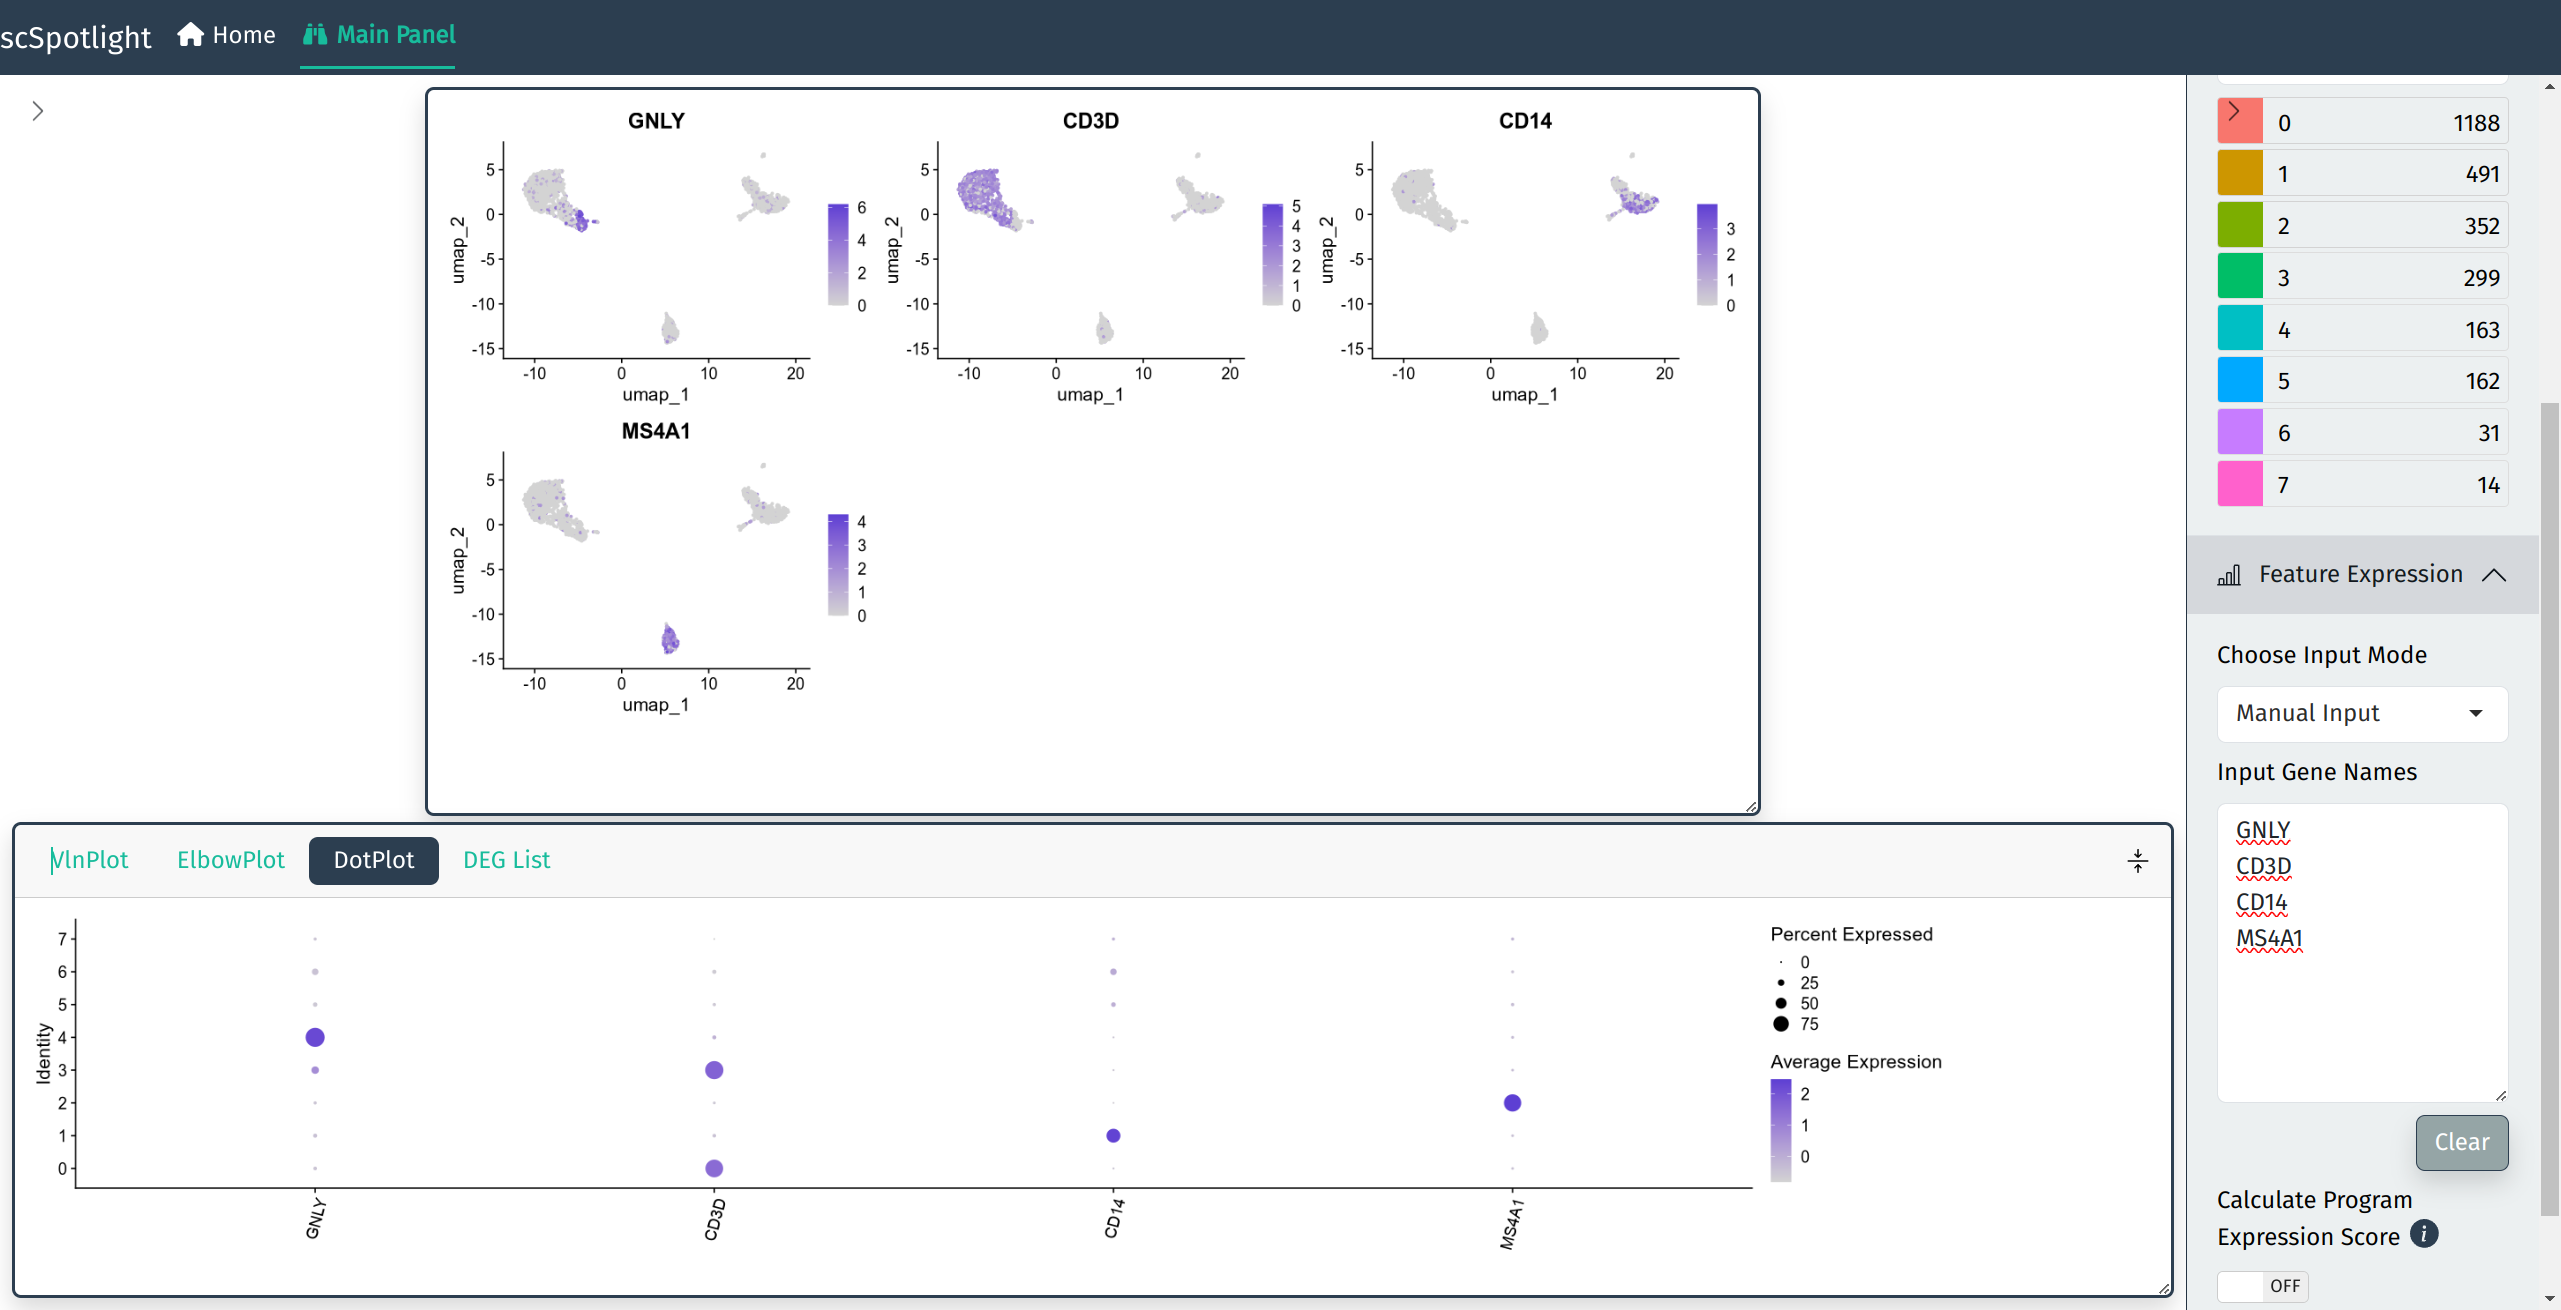 scSpotlight Home Main Panel
GNLY CD3D CD14
5
0
-5
-10
-15
umap_2
-10 0 10 20
umap_1
6
4
2
0
5
0
-5
-10
-15
umap_2
-10 0 10 20
umap_1
5
4
3
2
1
0
5
0
-5
-10
-15
umap_2
-10 0 10 20
umap_1
3
2
1
0
MS4A1
5
0
-5
-10
-15
umap_2
-10 0 10 20
umap_1
4
3
2
1
0
VlnPlot ElbowPlot DotPlot DEG List
7
6
5
4
3
2
1
0
Identity
GNLY CD3D CD14 MS4A1
Percent Expressed
0
25
50
75
Average Expression
2
1
0
0 1188
1 491
2 352
3 299
4 163
5 162
6 31
7 14
Feature Expression
Choose Input Mode
Manual Input
Input Gene Names
GNLY
CD3D
CD14
MS4A1
Clear
Calculate Program
Expression Score i
OFF